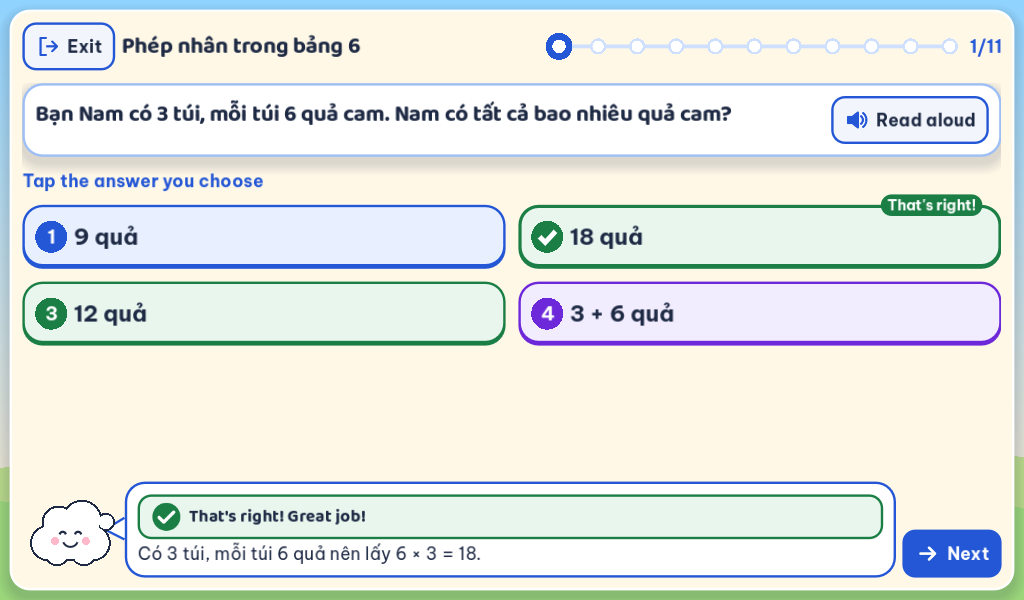 Exit
Phép nhân trong bảng 6
1/11
Bạn Nam có 3 túi, mỗi túi 6 quả cam. Nam có tất cả bao nhiêu quả cam?
Read aloud
Tap the answer you choose
1 9 quả
That's right!
18 quả
3 12 quả
4 3 + 6 quả
That's right! Great job!
Có 3 túi, mỗi túi 6 quả nên lấy 6 × 3 = 18.
Next